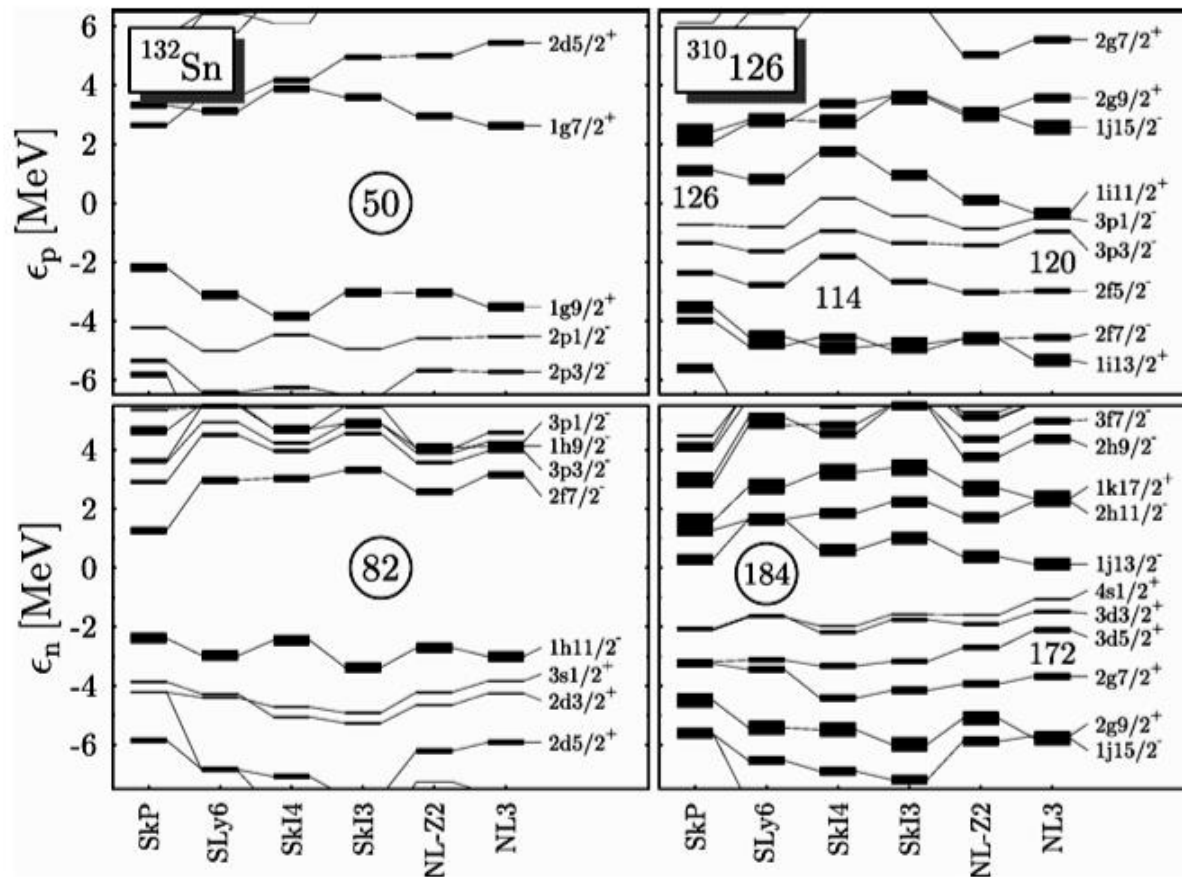 6
4
2
0
-2
-4
-6
ϵp [MeV]
¹³²Sn
50
2d5/2⁺
1g7/2⁺
1g9/2⁺
2p1/2⁻
2p3/2⁻
³¹⁰126
126
114
120
2g7/2⁺
2g9/2⁺
1j15/2⁻
1i11/2⁺
3p1/2⁻
3p3/2⁻
2f5/2⁻
2f7/2⁻
1i13/2⁺
4
2
0
-2
-4
-6
ϵn [MeV]
82
3p1/2⁻
1h9/2⁻
3p3/2⁻
2f7/2⁻
1h11/2⁻
3s1/2⁺
2d3/2⁺
2d5/2⁺
184
172
3f7/2⁻
2h9/2⁻
1k17/2⁺
2h11/2⁻
1j13/2⁻
4s1/2⁺
3d3/2⁺
3d5/2⁺
2g7/2⁺
2g9/2⁺
1j15/2⁻
SkP
SLy6
SkI4
SkI3
NL-Z2
NL3
SkP
SLy6
SkI4
SkI3
NL-Z2
NL3